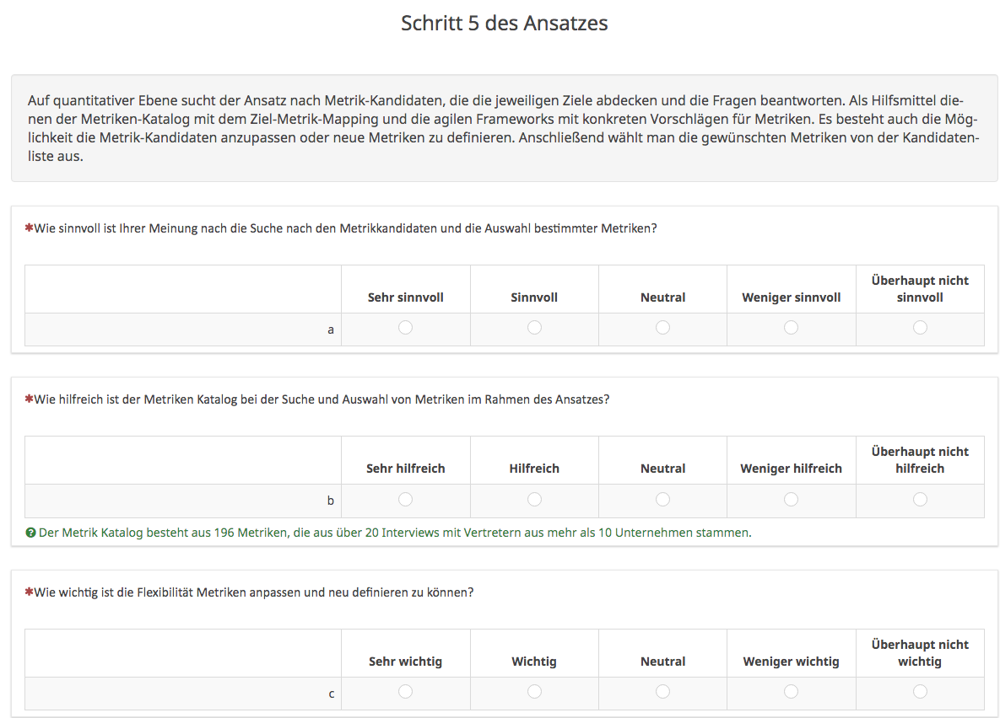 Schritt 5 des Ansatzes
Auf quantitativer Ebene sucht der Ansatz nach Metrik-Kandidaten, die die jeweiligen Ziele abdecken und die Fragen beantworten. Als Hilfsmittel die-
nen der Metriken-Katalog mit dem Ziel-Metrik-Mapping und die agilen Frameworks mit konkreten Vorschlägen für Metriken. Es besteht auch die Mög-
lichkeit die Metrik-Kandidaten anzupassen oder neue Metriken zu definieren. Anschließend wählt man die gewünschten Metriken von der Kandidaten-
liste aus.
✱Wie sinnvoll ist Ihrer Meinung nach die Suche nach den Metrikkandidaten und die Auswahl bestimmter Metriken?
Sehr sinnvoll Sinnvoll Neutral Weniger sinnvoll Überhaupt nicht
sinnvoll
a
✱Wie hilfreich ist der Metriken Katalog bei der Suche und Auswahl von Metriken im Rahmen des Ansatzes?
Sehr hilfreich Hilfreich Neutral Weniger hilfreich Überhaupt nicht
hilfreich
b
? Der Metrik Katalog besteht aus 196 Metriken, die aus über 20 Interviews mit Vertretern aus mehr als 10 Unternehmen stammen.
✱Wie wichtig ist die Flexibilität Metriken anpassen und neu definieren zu können?
Sehr wichtig Wichtig Neutral Weniger wichtig Überhaupt nicht
wichtig
c